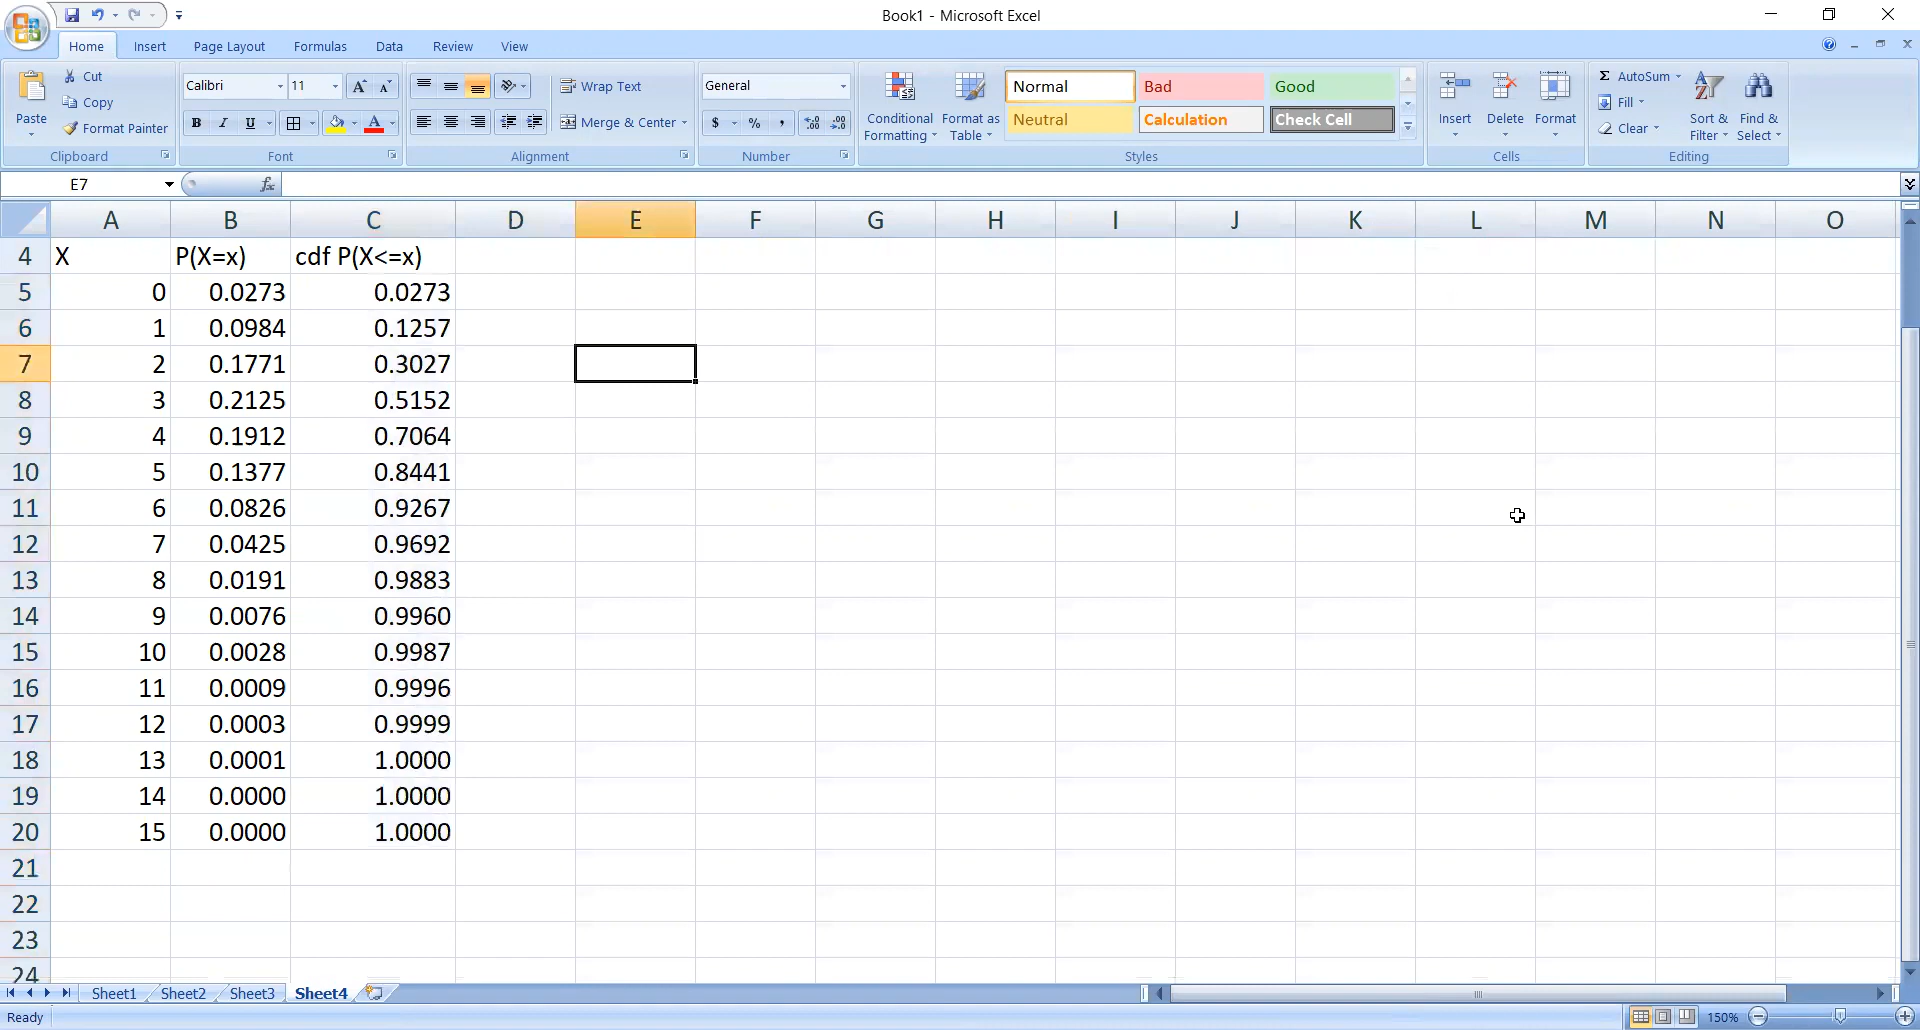 Book1 - Microsoft Excel
Home Insert Page Layout Formulas Data Review View
Paste
Cut
Copy
Format Painter
Clipboard
Calibri 11
B I U A
Font
Wrap Text
Merge & Center
Alignment
General
$ % ,
Number
Conditional Formatting
Format as Table
Normal Bad Good
Neutral Calculation Check Cell
Styles
Insert Delete Format
Cells
Σ AutoSum
Fill
Clear
Sort & Filter
Find & Select
Editing
E7 fx
A B C D E F G H I J K L M N O
4 X P(X=x) cdf P(X<=x)
5 0 0.0273 0.0273
6 1 0.0984 0.1257
7 2 0.1771 0.3027
8 3 0.2125 0.5152
9 4 0.1912 0.7064
10 5 0.1377 0.8441
11 6 0.0826 0.9267
12 7 0.0425 0.9692
13 8 0.0191 0.9883
14 9 0.0076 0.9960
15 10 0.0028 0.9987
16 11 0.0009 0.9996
17 12 0.0003 0.9999
18 13 0.0001 1.0000
19 14 0.0000 1.0000
20 15 0.0000 1.0000
21
22
23
24
Sheet1 Sheet2 Sheet3 Sheet4
Ready 150%